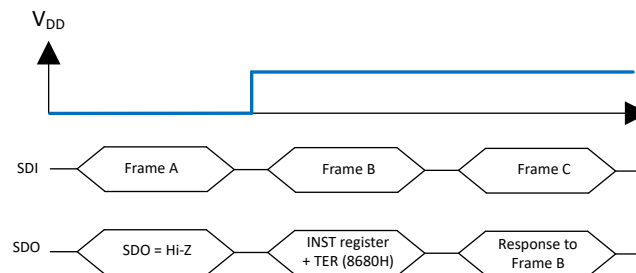 VDD
SDI
Frame A
Frame B
Frame C
SDO
SDO = Hi-Z
INST register
+ TER (8680H)
Response to
Frame B